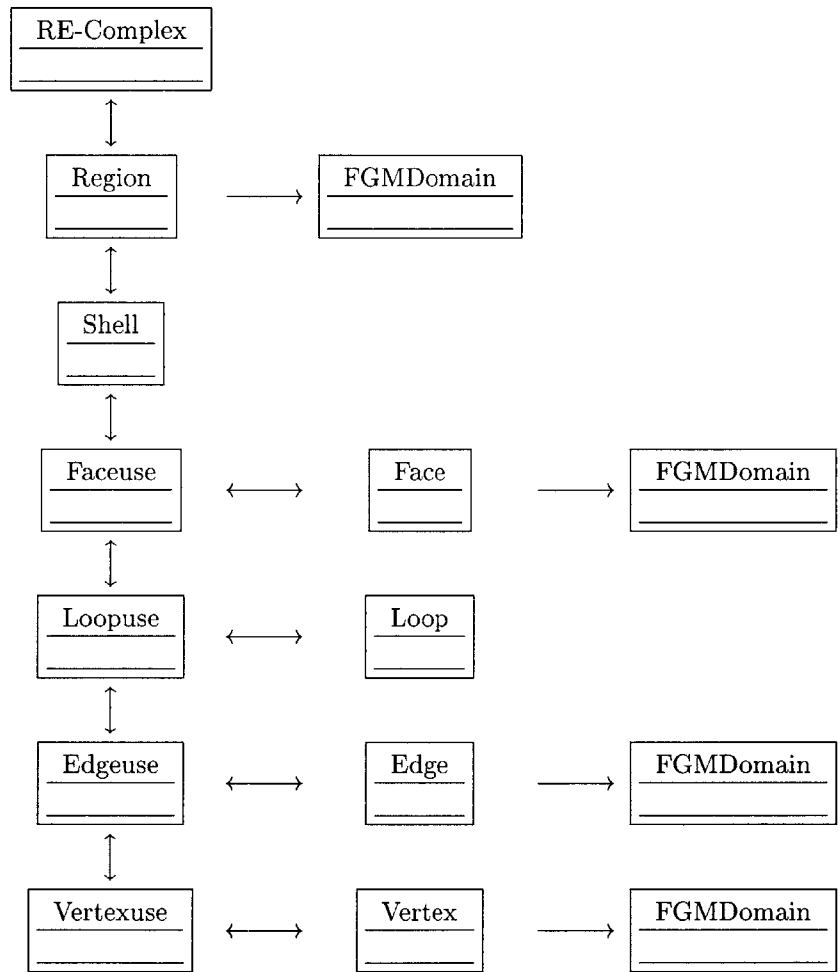 RE-Complex
Region FGMDomain
Shell
Faceuse Face FGMDomain
Loopuse Loop
Edgeuse Edge FGMDomain
Vertexuse Vertex FGMDomain